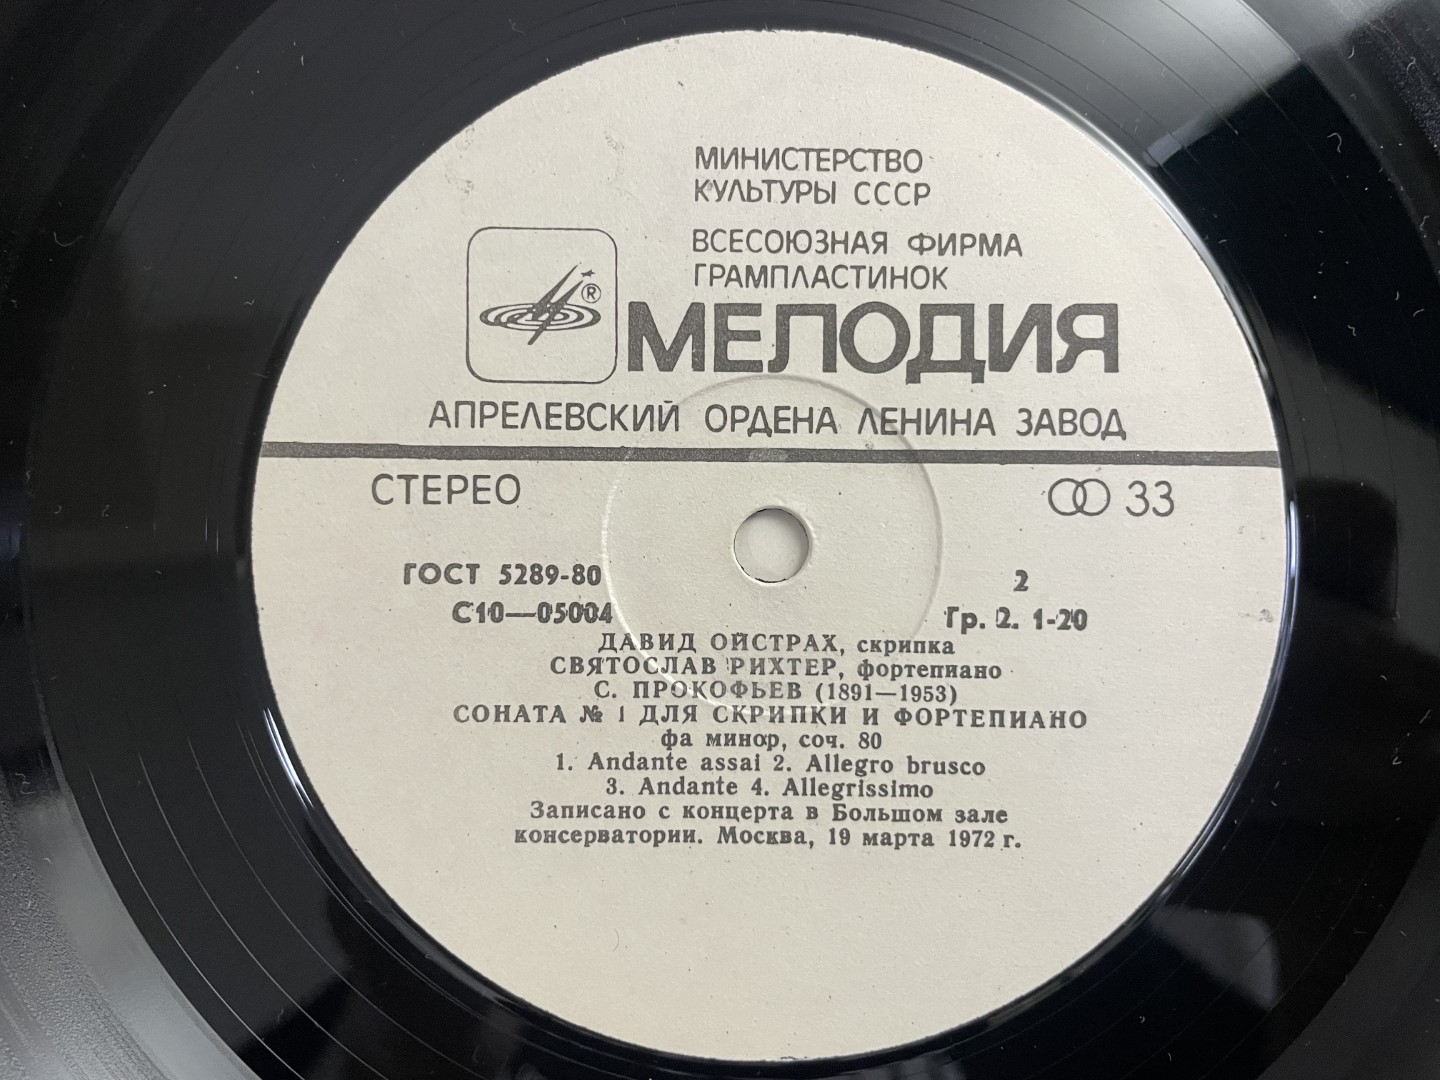 МИНИСТЕРСТВО
КУЛЬТУРЫ СССР
ВСЕСОЮЗНАЯ ФИРМА
ГРАМПЛАСТИНОК
®
МЕЛОДИЯ
АПРЕЛЕВСКИЙ ОРДЕНА ЛЕНИНА ЗАВОД
СТЕРЕО 33
ГОСТ 5289-80 2
С10—05004 Гр. 2. 1-20
ДАВИД ОЙСТРАХ, скрипка
СВЯТОСЛАВ РИХТЕР, фортепиано
С. ПРОКОФЬЕВ (1891—1953)
СОНАТА № 1 ДЛЯ СКРИПКИ И ФОРТЕПИАНО
фа минор, соч. 80
1. Andante assai 2. Allegro brusco
3. Andante 4. Allegrissimo
Записано с концерта в Большом зале
консерватории. Москва, 19 марта 1972 г.